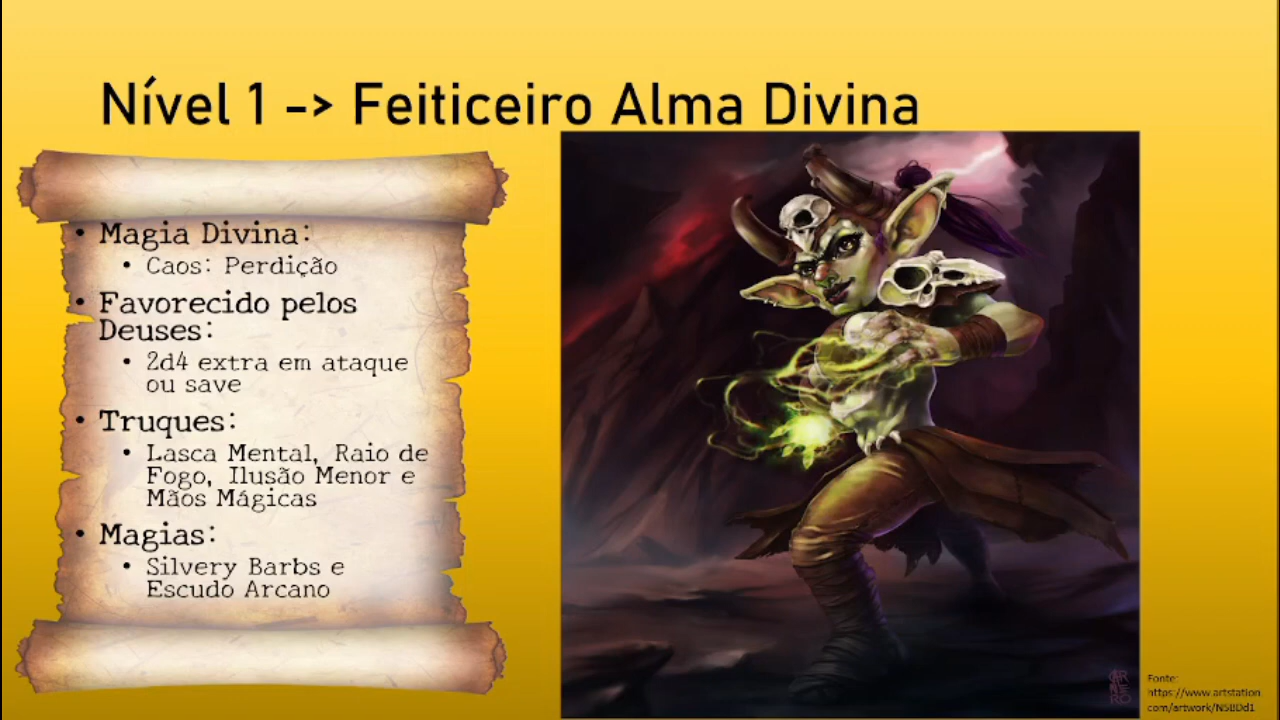 Nível 1 -> Feiticeiro Alma Divina
• Magia Divina:
• Caos: Perdição
• Favorecido pelos
Deuses:
• 2d4 extra em ataque
ou save
• Truques:
• Lasca Mental, Raio de
Fogo, Ilusão Menor e
Mãos Mágicas
• Magias:
• Silvery Barbs e
Escudo Arcano
Fonte:
https://www.artstation.
com/artwork/N5BDd1